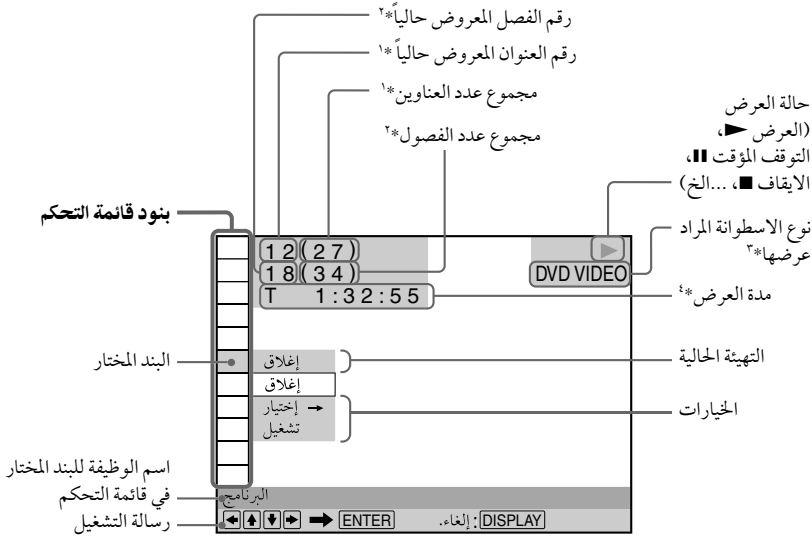 رقم الفصل المعروض حالياً*٢
رقم العنوان المعروض حالياً*١
مجموع عدد العناوين*١
مجموع عدد الفصول*٢
حالة العرض
(العرض ►،
التوقف المؤقت ▮▮،
الايقاف ■، ...الخ)
نوع الاسطوانة المراد
عرضها*٣
مدة العرض*٤
التهيئة الحالية
الخيارات
بنود قائمة التحكم
البند المختار
اسم الوظيفة للبند المختار
في قائمة التحكم
رسالة التشغيل
12(27)
18(34)
T 1:32:55
▷
DVD VIDEO
إغلاق
إغلاق
→ إختيار
تشغيل
البرنامج
←↑↓→ ➡ ENTER
DISPLAY: إلغاء.